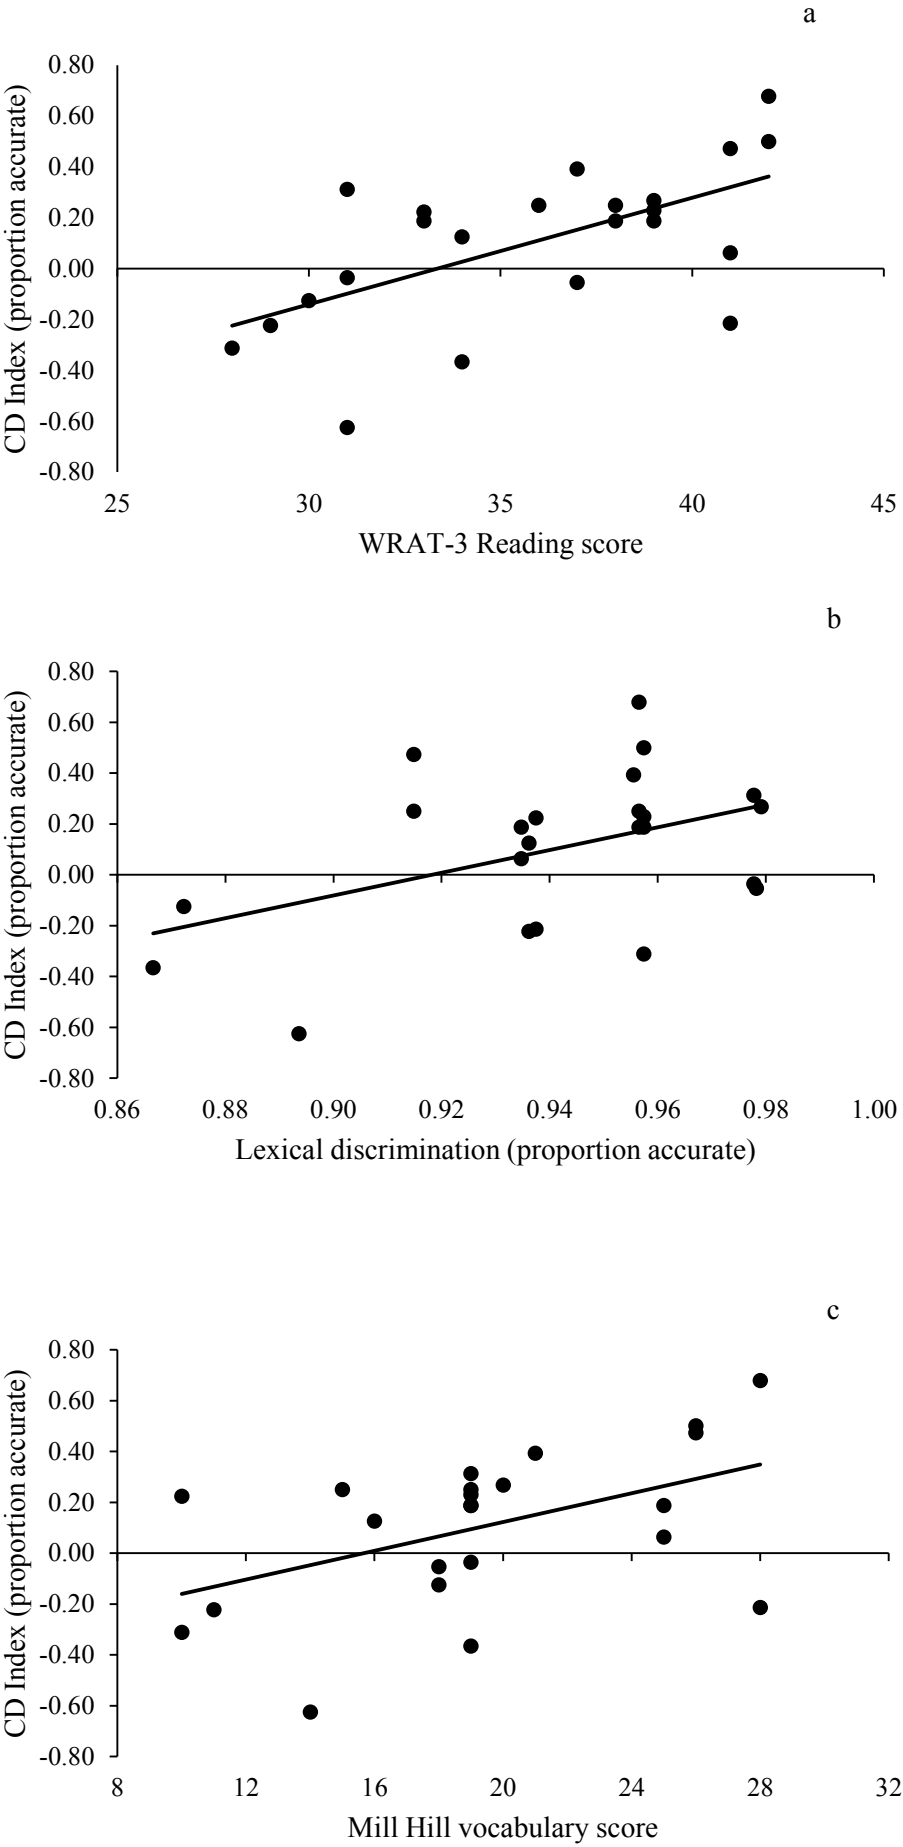 a
0.80
0.60
0.40
0.20
0.00
-0.20
-0.40
-0.60
-0.80
CD Index (proportion accurate)
25 30 35 40 45
WRAT-3 Reading score
b
0.80
0.60
0.40
0.20
0.00
-0.20
-0.40
-0.60
-0.80
CD Index (proportion accurate)
0.86 0.88 0.90 0.92 0.94 0.96 0.98 1.00
Lexical discrimination (proportion accurate)
c
0.80
0.60
0.40
0.20
0.00
-0.20
-0.40
-0.60
-0.80
CD Index (proportion accurate)
8 12 16 20 24 28 32
Mill Hill vocabulary score